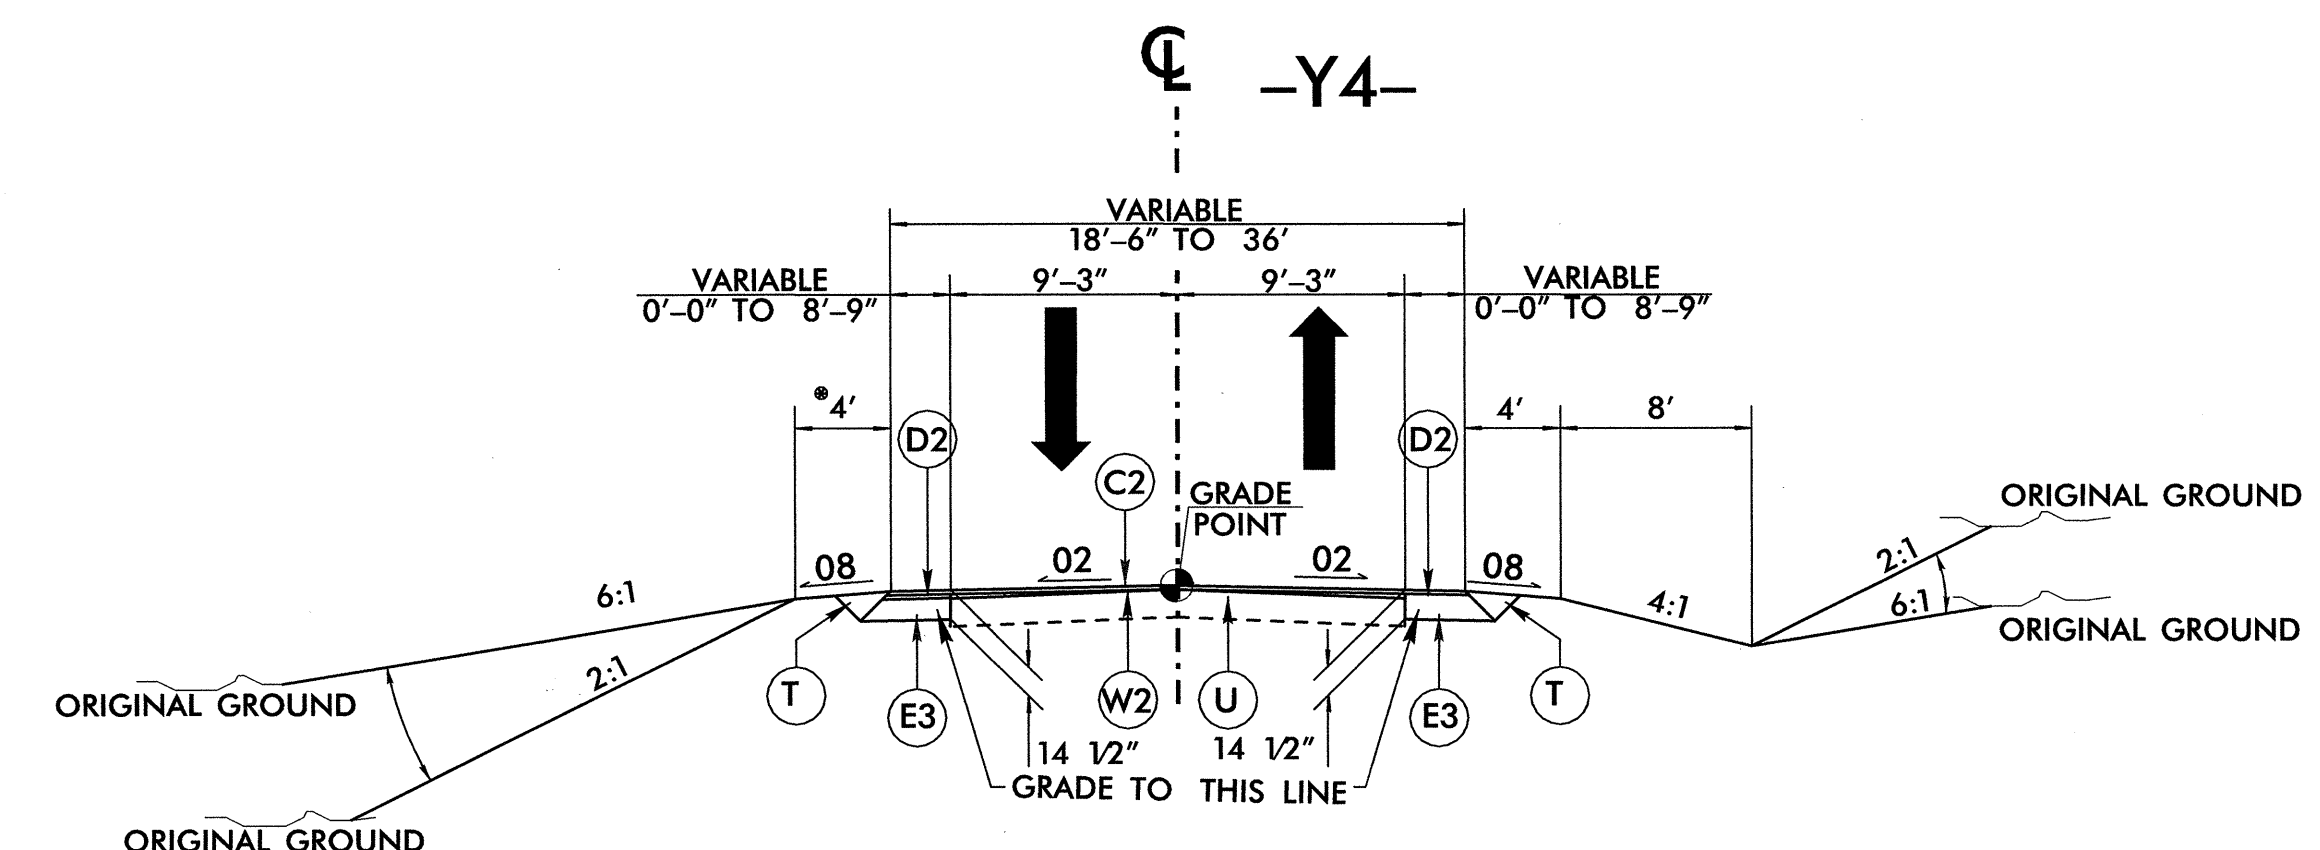 ℄ –Y4–
VARIABLE
18'–6" TO 36'
VARIABLE 9'–3" 9'–3" VARIABLE
0'–0" TO 8'–9" 0'–0" TO 8'–9"
⊛4' 4' 8'
D2 D2
C2
GRADE
POINT
ORIGINAL GROUND
08 02 02 08
2:1
6:1 4:1 6:1
ORIGINAL GROUND
2:1
T E3 W2 U E3 T
ORIGINAL GROUND
14 1/2" 14 1/2"
GRADE TO THIS LINE
ORIGINAL GROUND